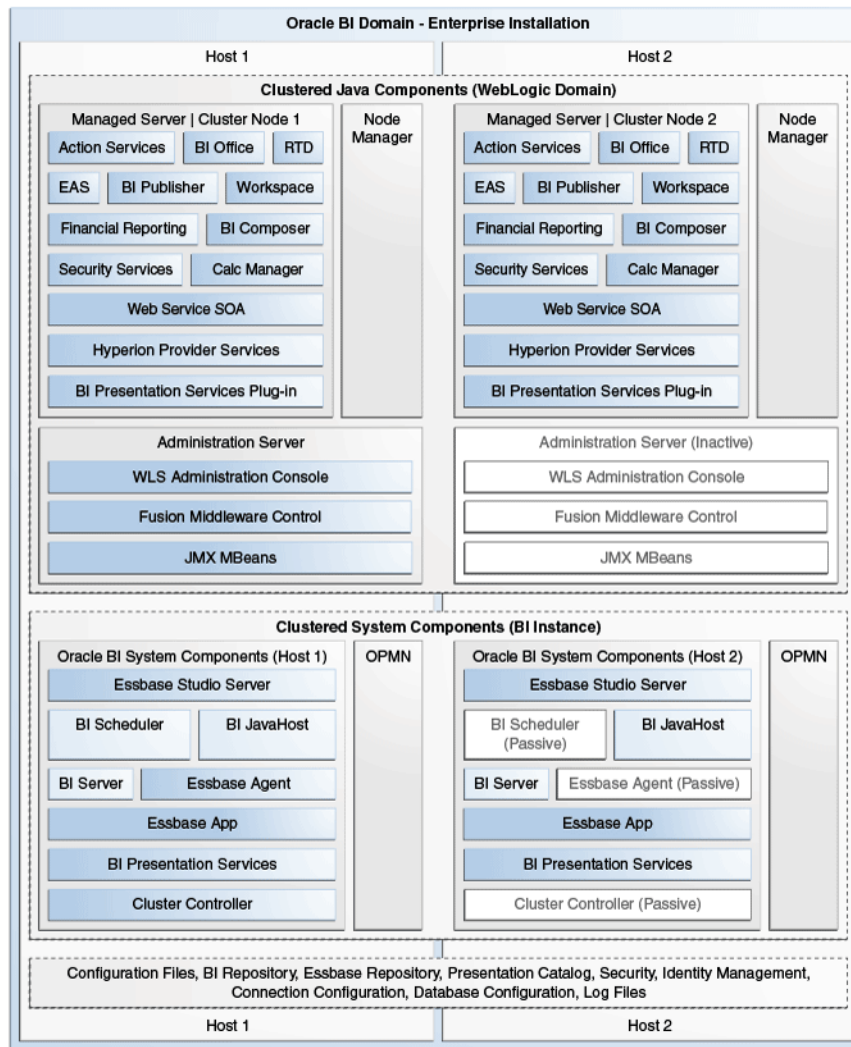 Oracle BI Domain - Enterprise Installation
Host 1
Host 2
Clustered Java Components (WebLogic Domain)
Managed Server | Cluster Node 1
Action Services
BI Office
RTD
EAS
BI Publisher
Workspace
Financial Reporting
BI Composer
Security Services
Calc Manager
Web Service SOA
Hyperion Provider Services
BI Presentation Services Plug-in
Node
Manager
Managed Server | Cluster Node 2
Action Services
BI Office
RTD
EAS
BI Publisher
Workspace
Financial Reporting
BI Composer
Security Services
Calc Manager
Web Service SOA
Hyperion Provider Services
BI Presentation Services Plug-in
Node
Manager
Administration Server
WLS Administration Console
Fusion Middleware Control
JMX MBeans
Administration Server (Inactive)
WLS Administration Console
Fusion Middleware Control
JMX MBeans
Clustered System Components (BI Instance)
Oracle BI System Components (Host 1)
Essbase Studio Server
BI Scheduler
BI JavaHost
BI Server
Essbase Agent
Essbase App
BI Presentation Services
Cluster Controller
OPMN
Oracle BI System Components (Host 2)
Essbase Studio Server
BI Scheduler
(Passive)
BI JavaHost
BI Server
Essbase Agent (Passive)
Essbase App
BI Presentation Services
Cluster Controller (Passive)
OPMN
Configuration Files, BI Repository, Essbase Repository, Presentation Catalog, Security, Identity Management,
Connection Configuration, Database Configuration, Log Files
Host 1
Host 2